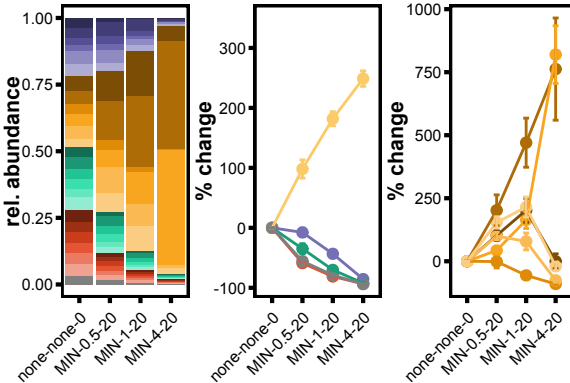 rel. abundance
1.00
0.75
0.50
0.25
0.00
none-none-0
MIN-0.5-20
MIN-1-20
MIN-4-20
% change
300
200
100
0
-100
none-none-0
MIN-0.5-20
MIN-1-20
MIN-4-20
% change
1000
750
500
250
0
none-none-0
MIN-0.5-20
MIN-1-20
MIN-4-20